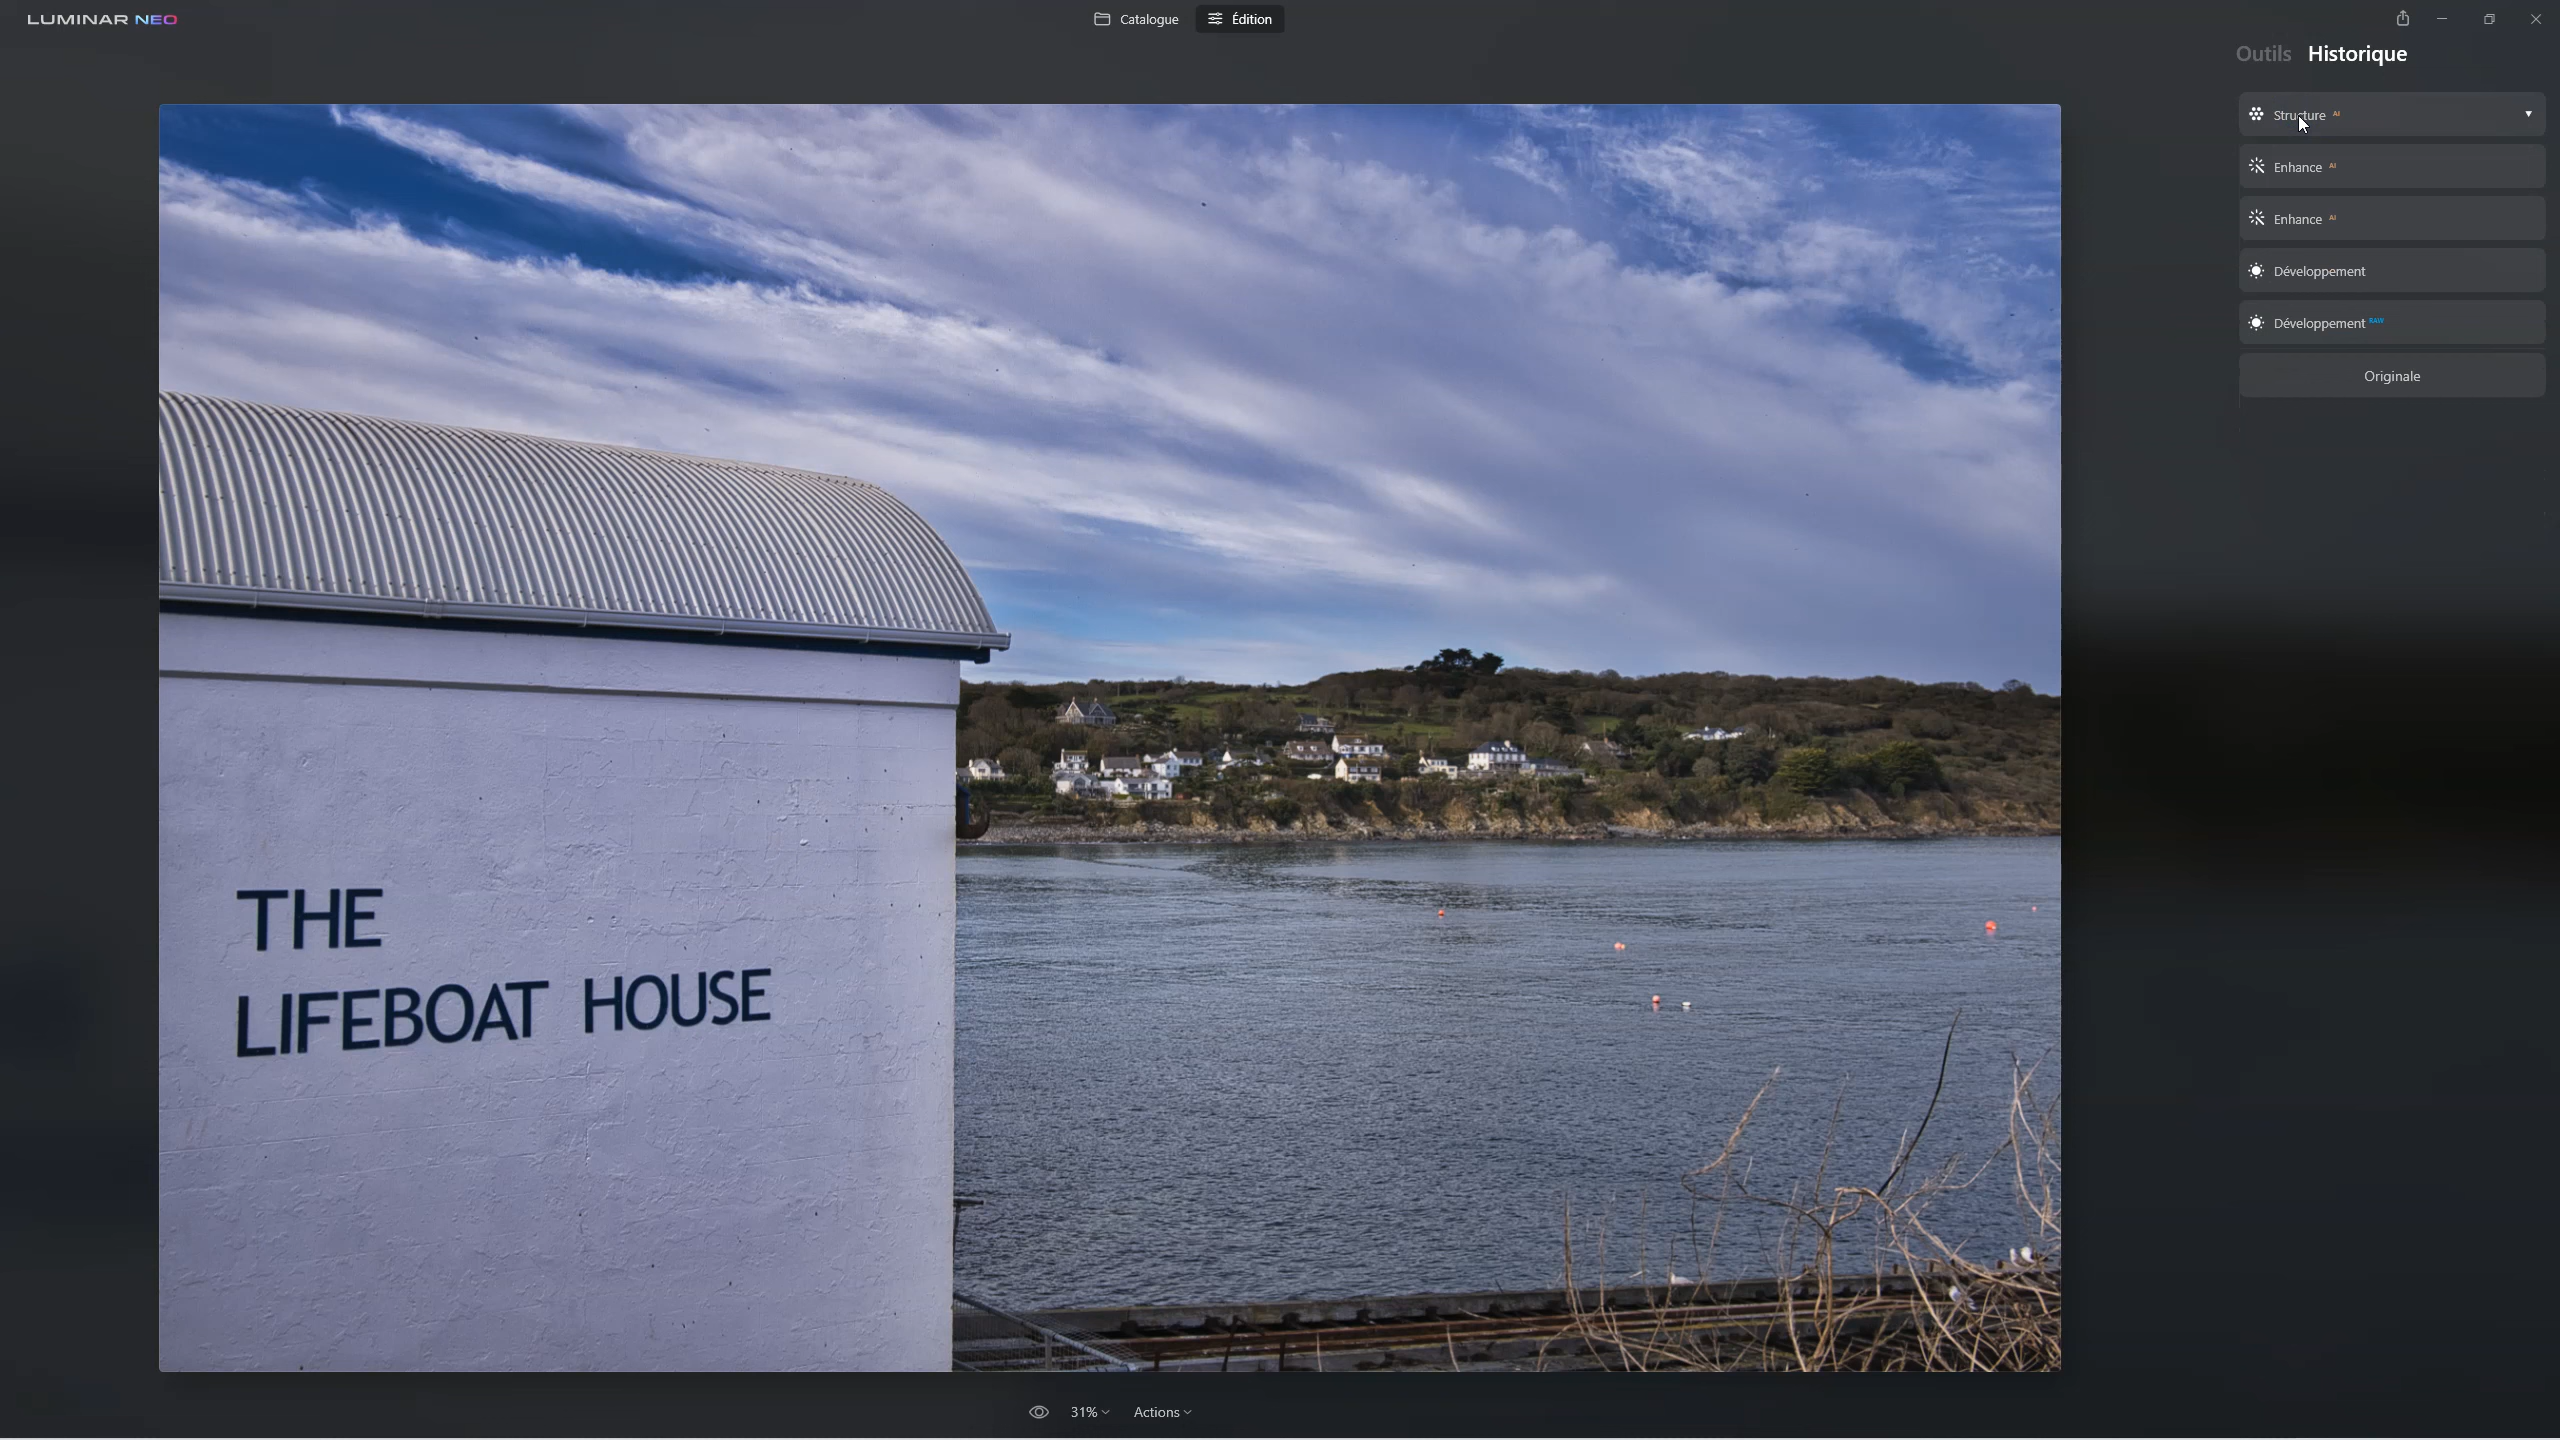 LUMINAR NEO
Catalogue
Édition
Outils Historique
Structure AI
Enhance AI
Enhance AI
Développement
Développement RAW
Originale
THE
LIFEBOAT HOUSE
31%
Actions